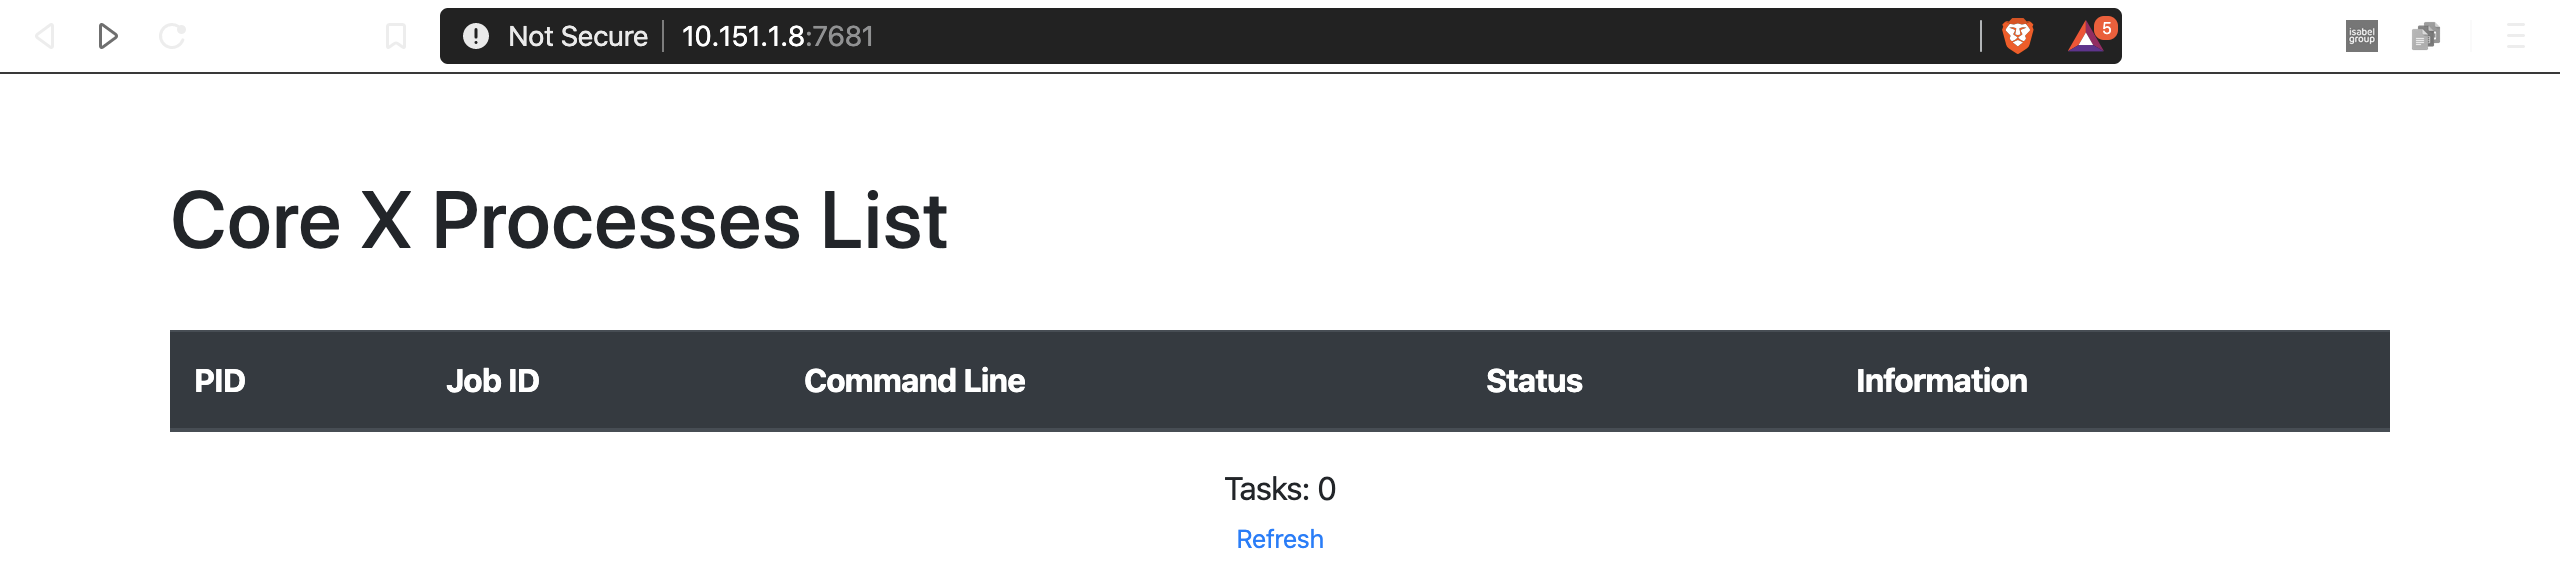 Not Secure 10.151.1.8:7681 5 isabel group
Core X Processes List
PID Job ID Command Line Status Information
Tasks: 0
Refresh